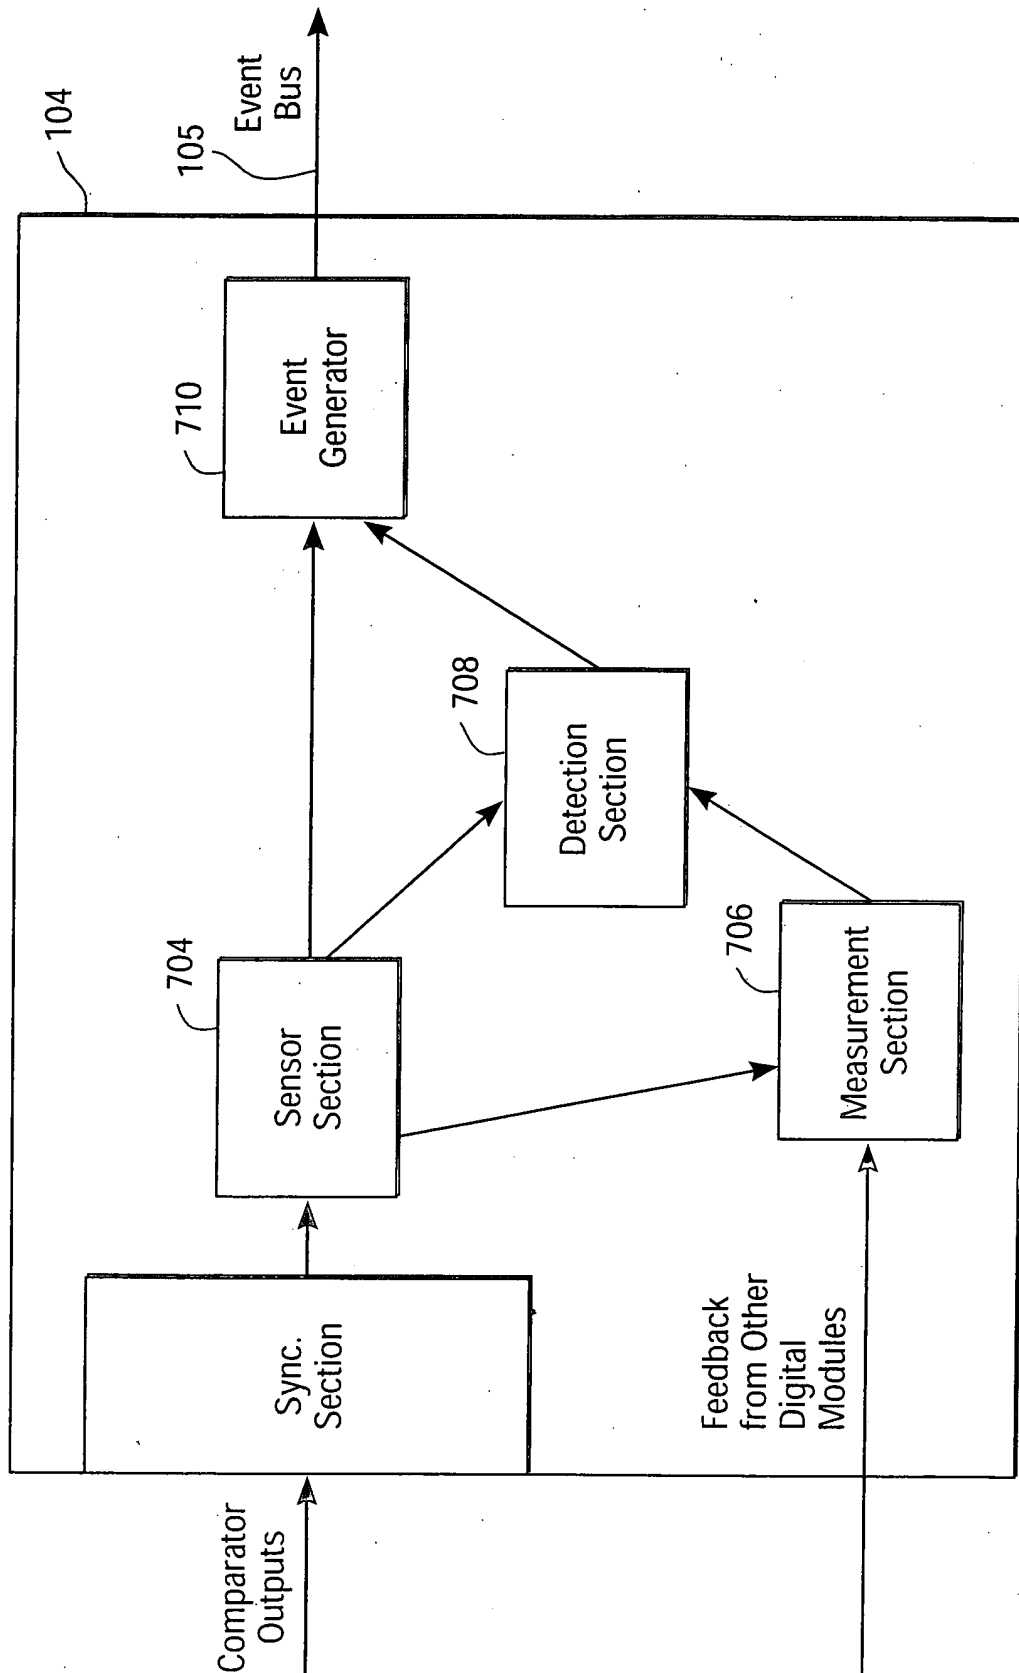 Comparator
Outputs
Sync.
Section
Feedback
from Other
Digital
Modules
704
Sensor
Section
706
Measurement
Section
708
Detection
Section
710
Event
Generator
104
105
Event
Bus